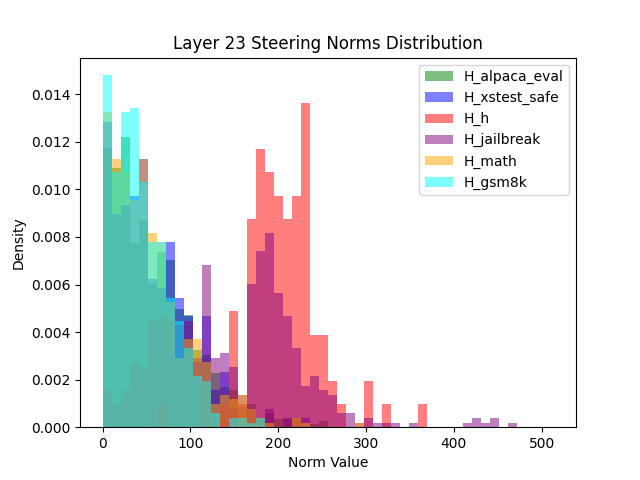 Layer 23 Steering Norms Distribution
H_alpaca_eval
H_xstest_safe
H_h
H_jailbreak
H_math
H_gsm8k
Density
0.014
0.012
0.010
0.008
0.006
0.004
0.002
0.000
0 100 200 300 400 500
Norm Value